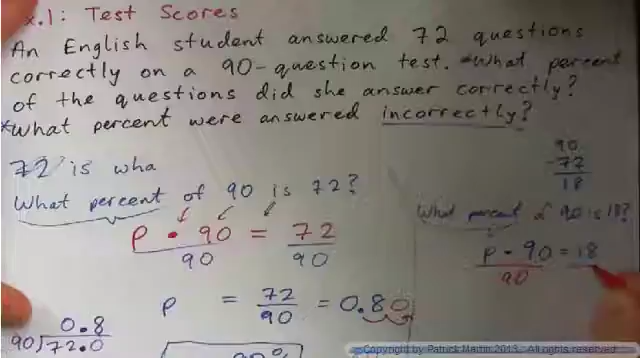 x.1: Test Scores
An English student answered 72 questions
correctly on a 90-question test. *What percent
of the questions did she answer correctly?
*What percent were answered incorrectly?
72 is wha
What percent of 90 is 72?
P • 90 = 72
90 90
P = 72/90 = 0.80
0.8
90)72.0
90
-72
18
What percent of 90 is 18?
P • 90 = 18
90
©Copyright by Patrick Martin 2013. All rights reserved.